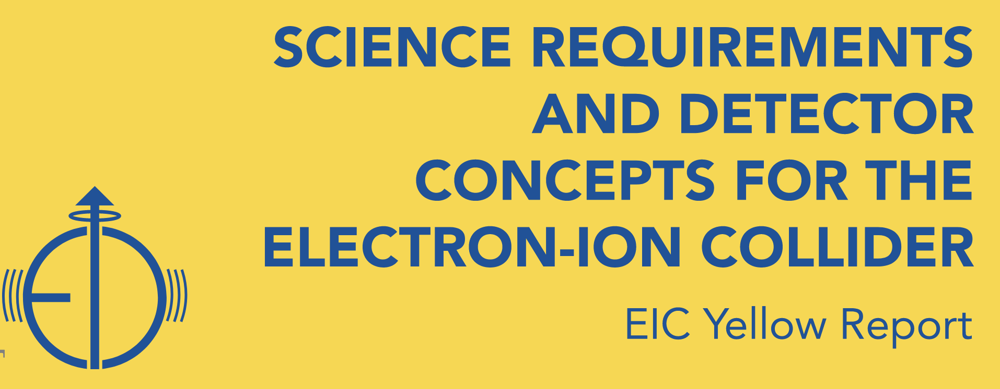 SCIENCE REQUIREMENTS
AND DETECTOR
CONCEPTS FOR THE
ELECTRON-ION COLLIDER
EIC Yellow Report